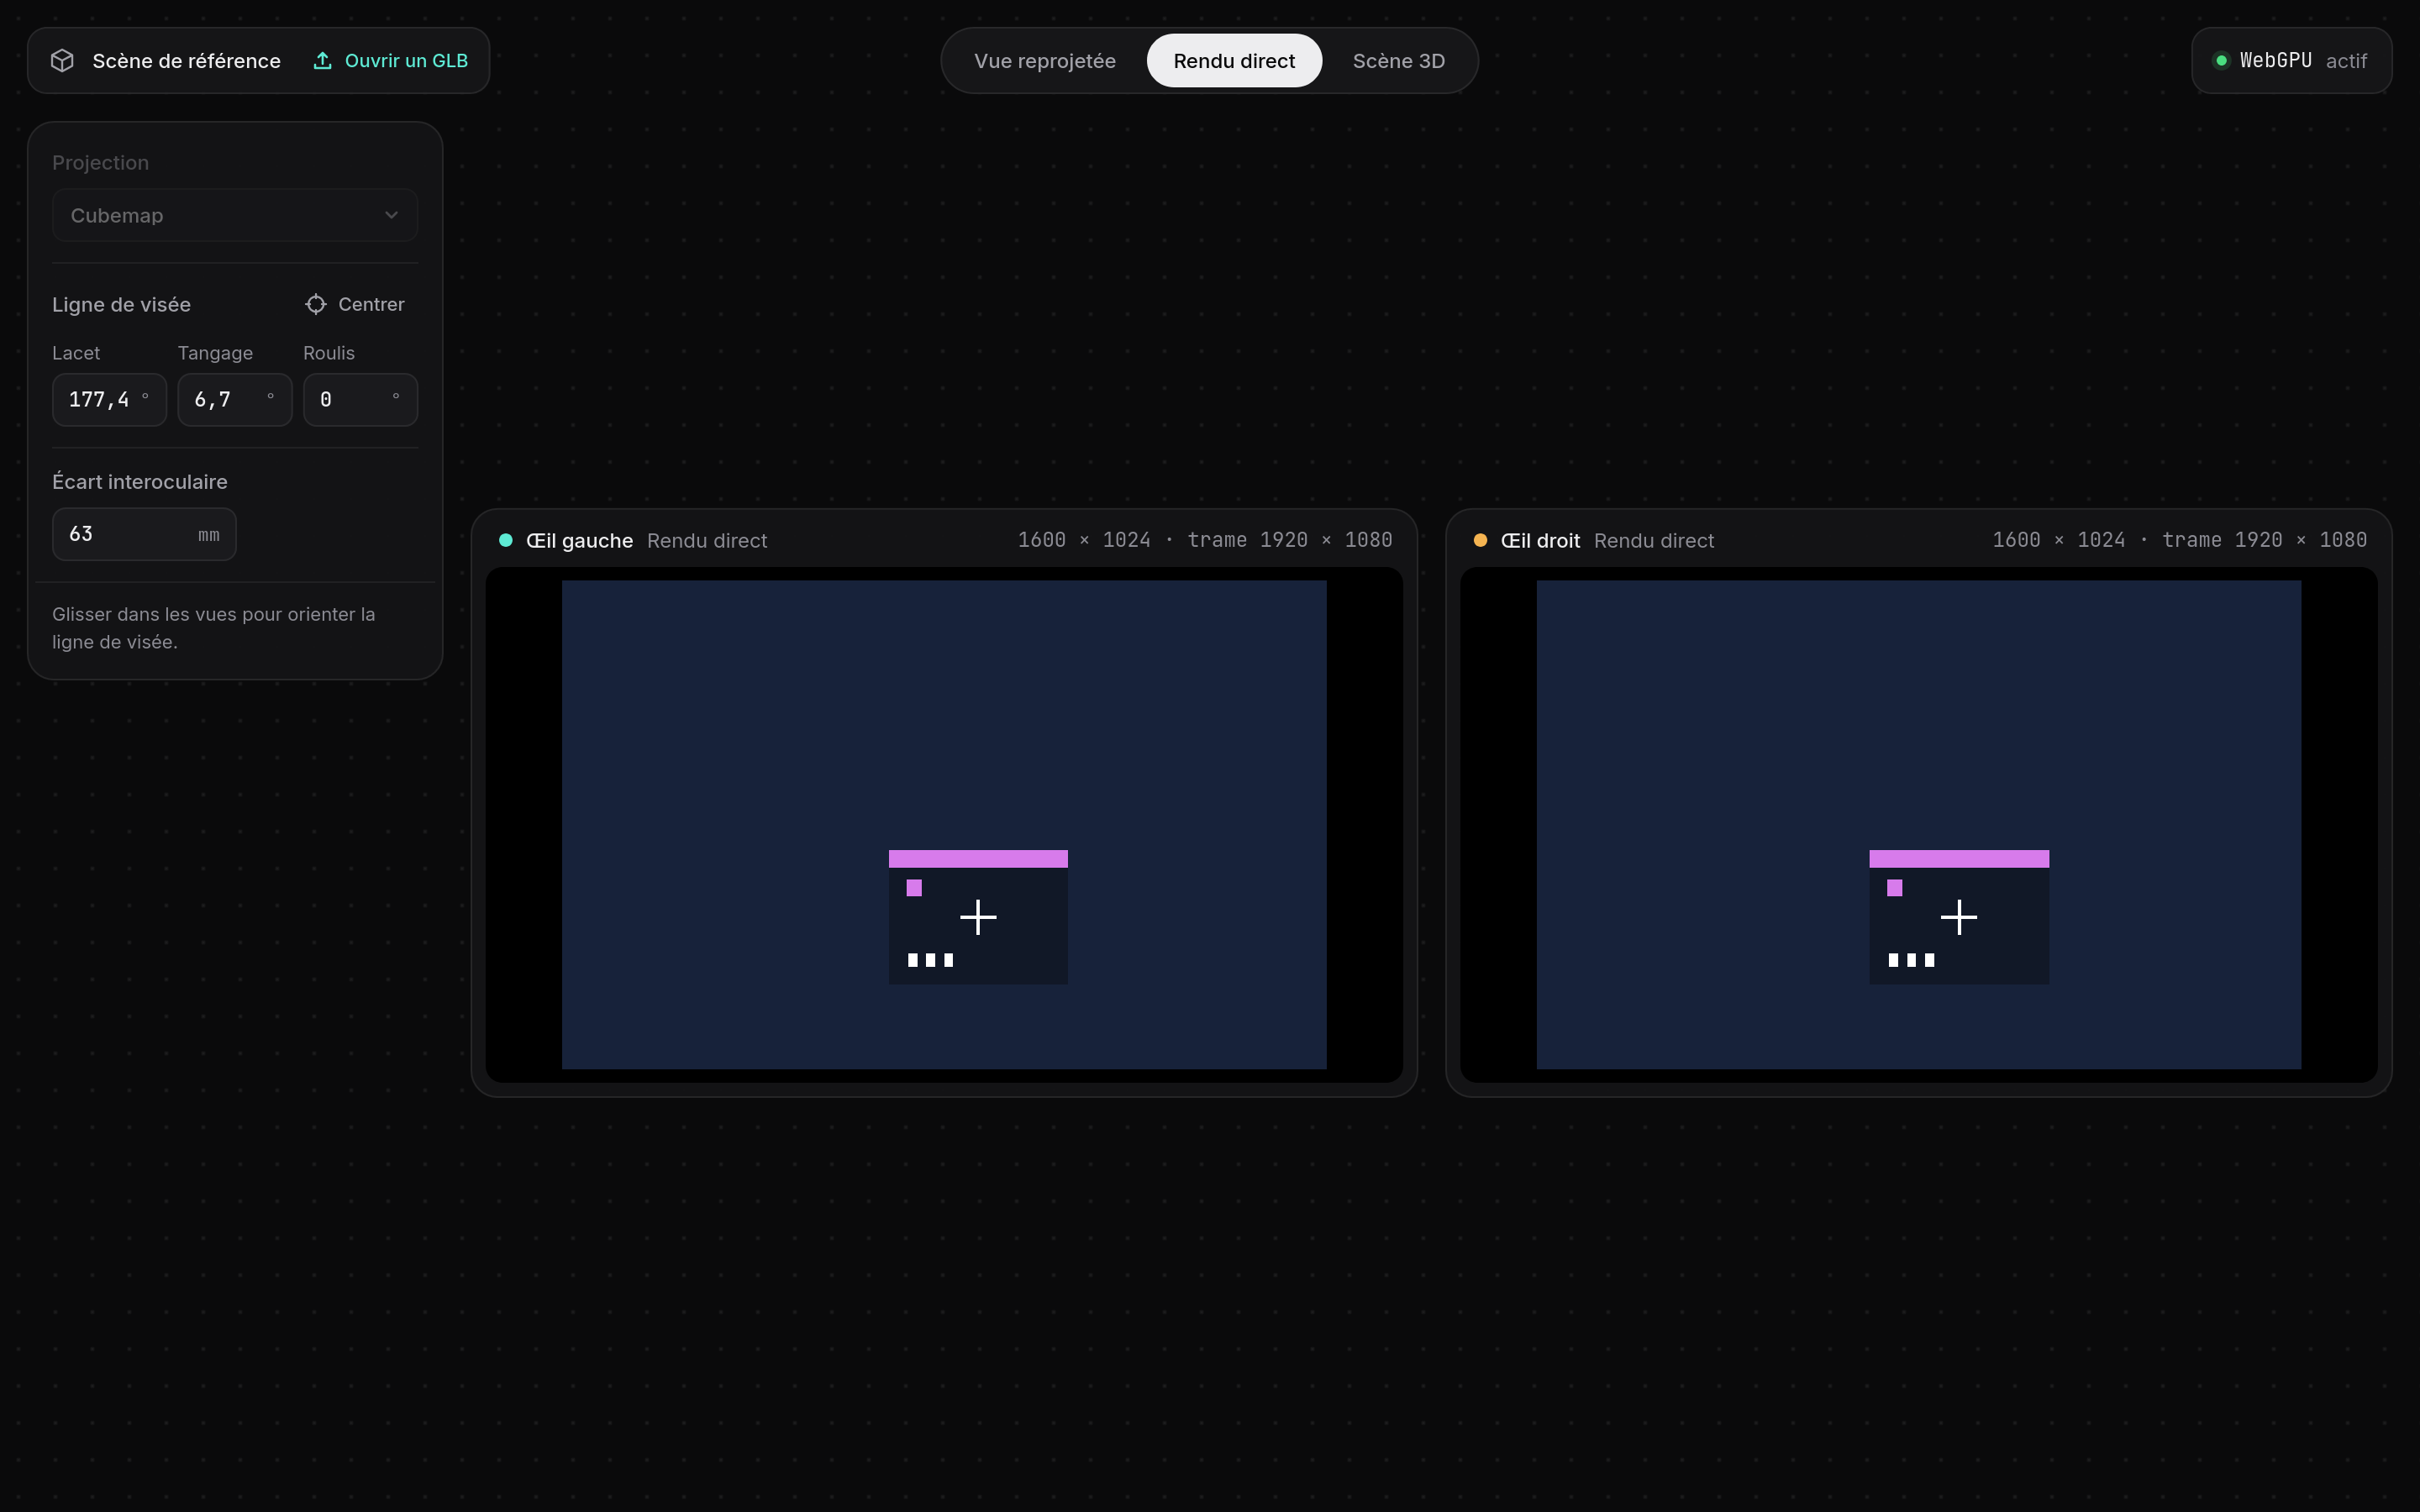 Scène de référence Ouvrir un GLB
Vue reprojetée Rendu direct Scène 3D
WebGPU actif
Projection
Cubemap
Ligne de visée Centrer
Lacet Tangage Roulis
177,4 ° 6,7 ° 0 °
Écart interoculaire
63 mm
Glisser dans les vues pour orienter la
ligne de visée.
Œil gauche Rendu direct 1600 × 1024 · trame 1920 × 1080
Œil droit Rendu direct 1600 × 1024 · trame 1920 × 1080